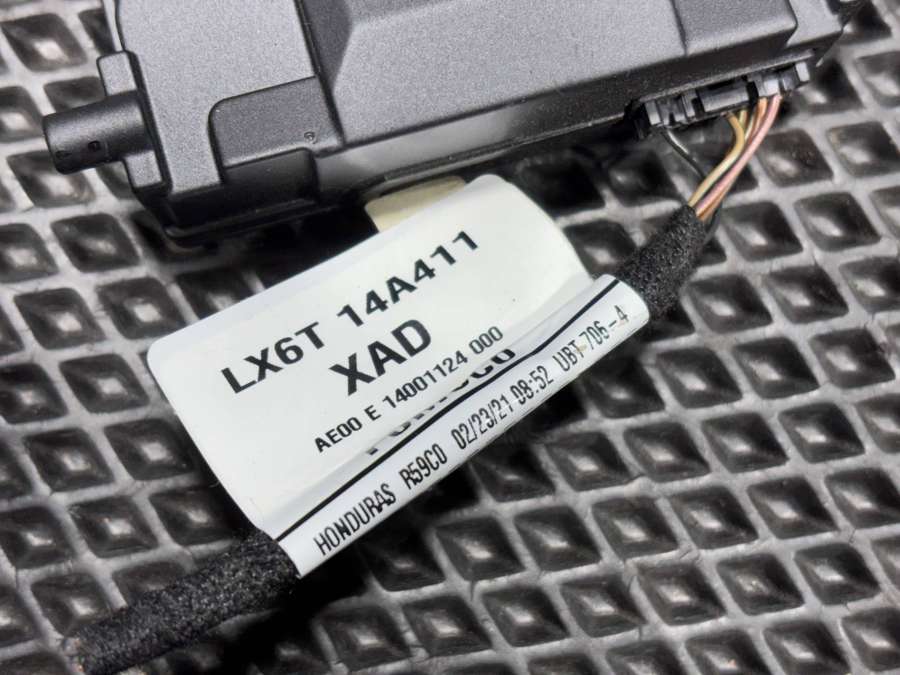 LX6T 14A411
XAD
AE00 E 14001124 000
HONDURAS R59C0 02/23/21 08:52 UBT-706-4